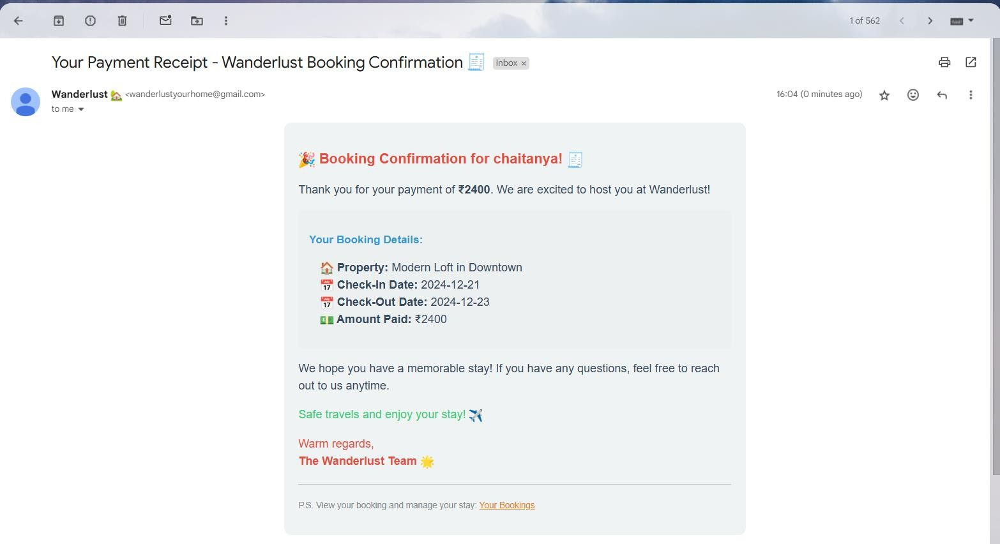 1 of 562
Your Payment Receipt - Wanderlust Booking Confirmation 🧾 Inbox ×
Wanderlust 🏡 <wanderlustyourhome@gmail.com>
16:04 (0 minutes ago)
to me
🎉 Booking Confirmation for chaitanya! 🧾
Thank you for your payment of ₹2400. We are excited to host you at Wanderlust!
Your Booking Details:
🏠 Property: Modern Loft in Downtown
📅 Check-In Date: 2024-12-21
📅 Check-Out Date: 2024-12-23
💵 Amount Paid: ₹2400
We hope you have a memorable stay! If you have any questions, feel free to reach
out to us anytime.
Safe travels and enjoy your stay! ✈️
Warm regards,
The Wanderlust Team 🌟
P.S. View your booking and manage your stay: Your Bookings